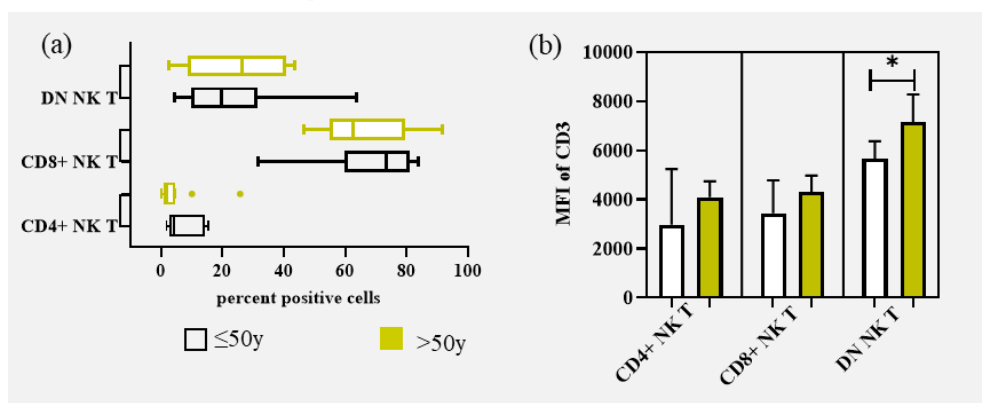 (a)
DN NK T
CD8+ NK T
CD4+ NK T
0 20 40 60 80 100
percent positive cells
≤50y >50y
(b)
MFI of CD3
10000
8000
6000
4000
2000
0
*
CD4+ NK T
CD8+ NK T
DN NK T